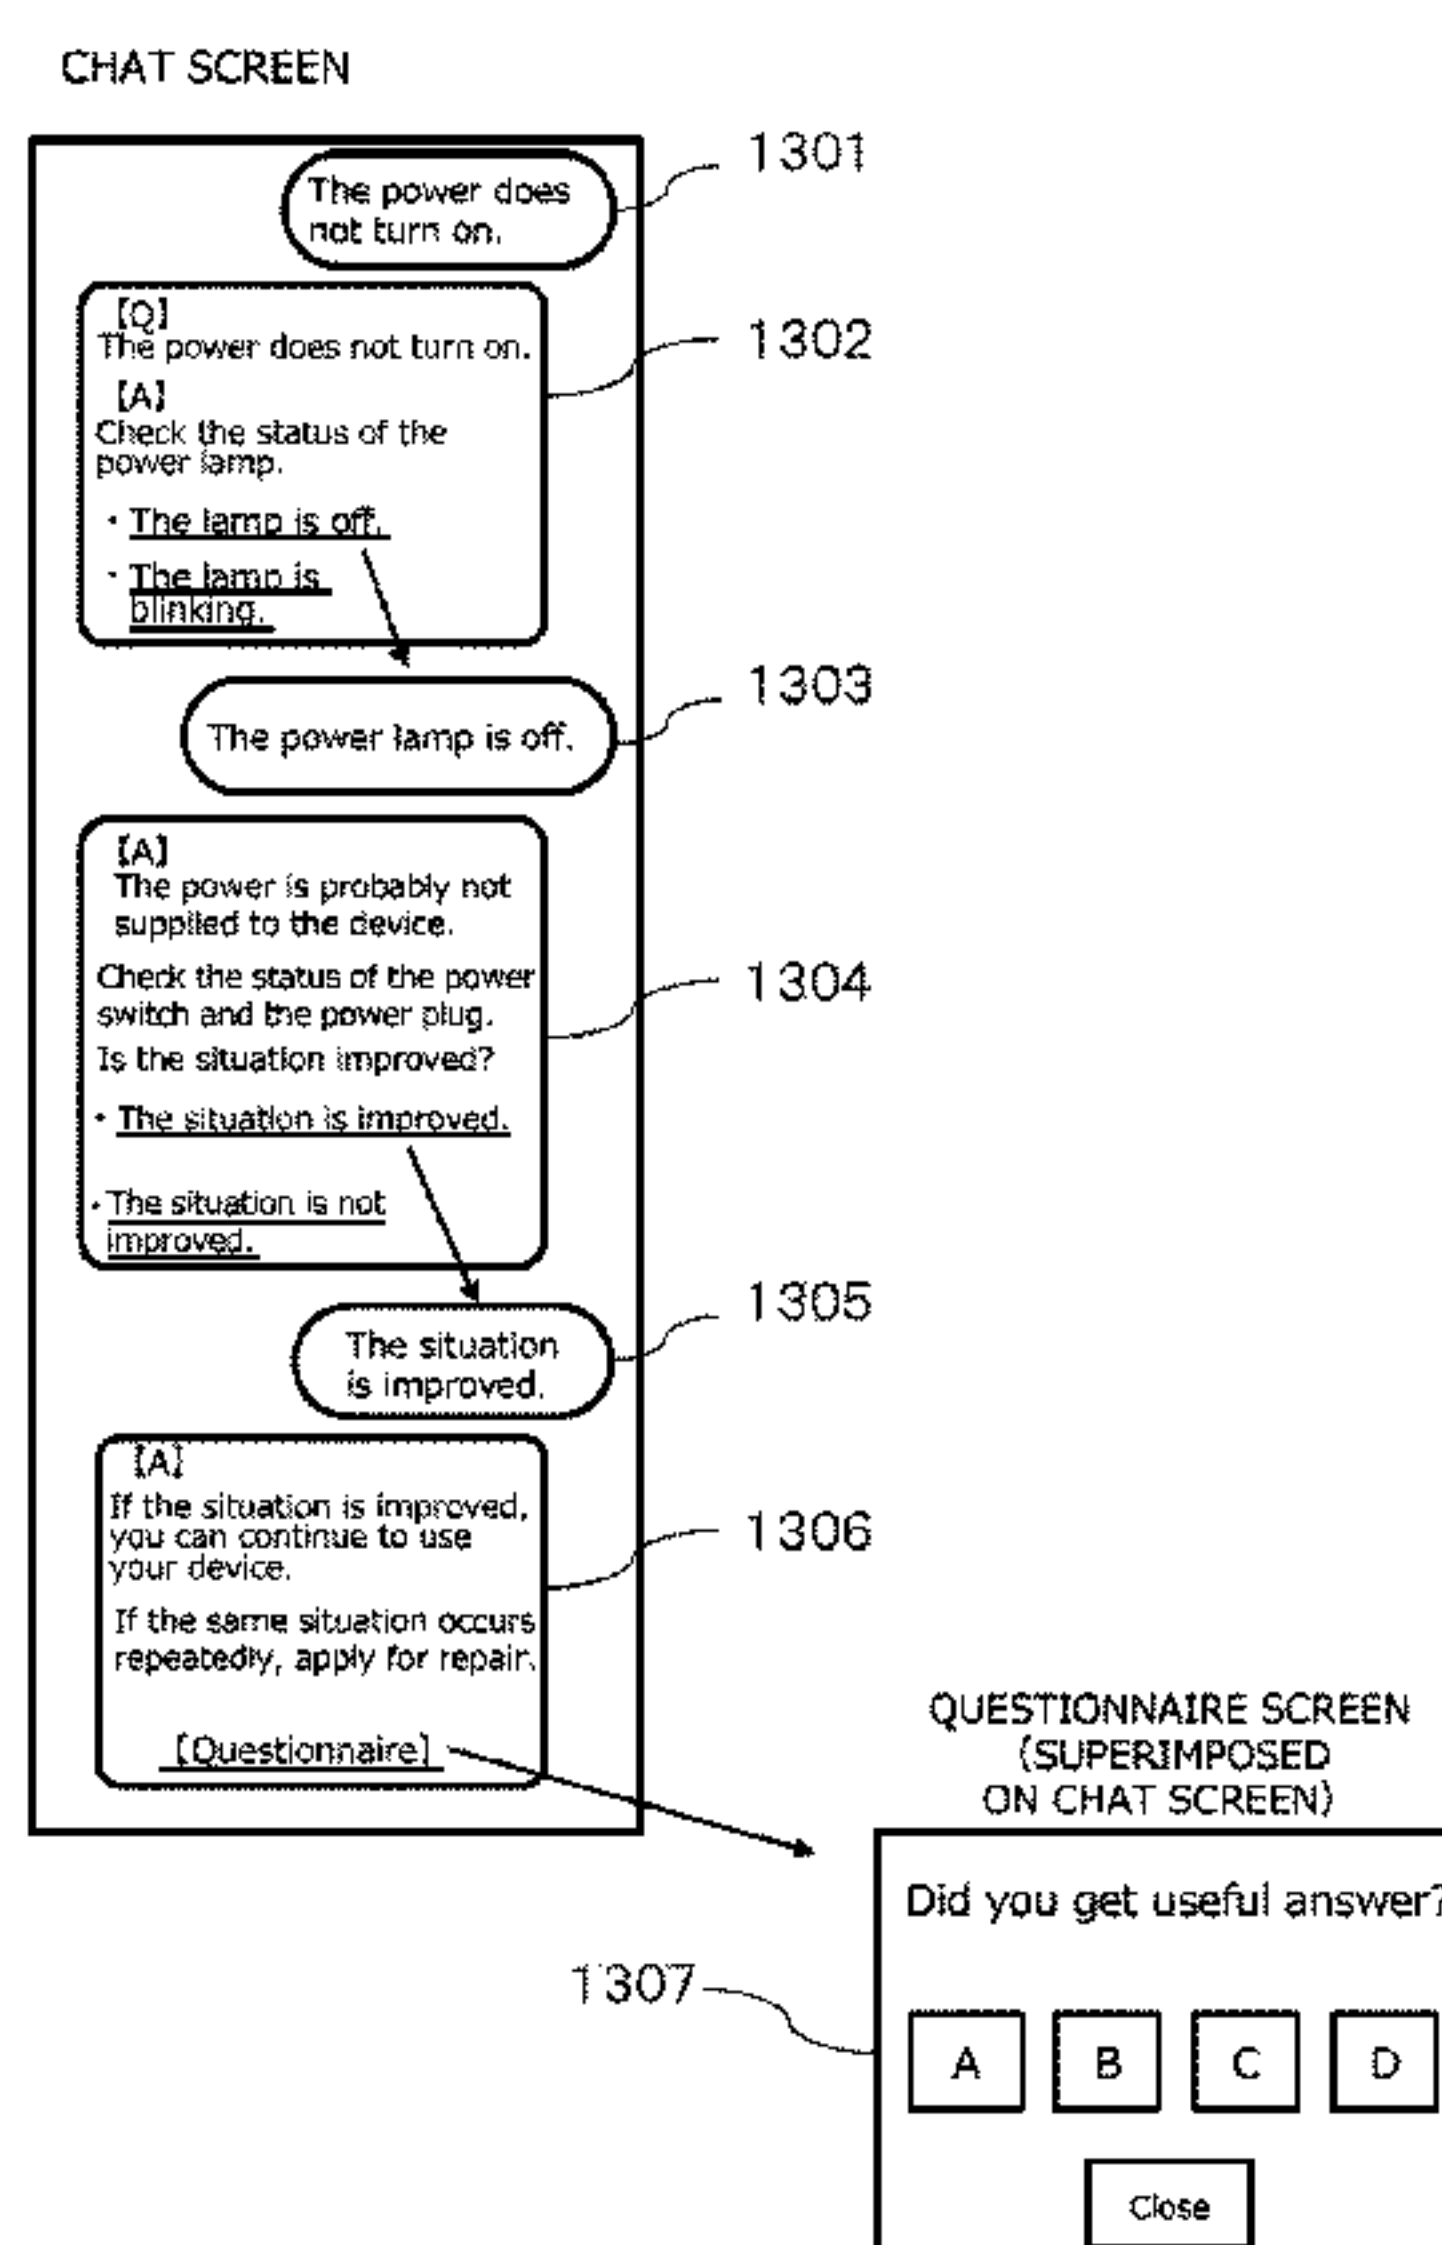 CHAT SCREEN
The power does
not turn on.
1301
【Q】
The power does not turn on.
1302
【A】
Check the status of the
power lamp.
・The lamp is off.
・The lamp is
blinking.
The power lamp is off.
1303
【A】
The power is probably not
supplied to the device.
Check the status of the power
switch and the power plug.
Is the situation improved?
・The situation is improved.
・The situation is not
improved.
1304
The situation
is improved.
1305
【A】
If the situation is improved,
you can continue to use
your device.
If the same situation occurs
repeatedly, apply for repair.
【Questionnaire】
1306
QUESTIONNAIRE SCREEN
(SUPERIMPOSED
ON CHAT SCREEN)
Did you get useful answer?
1307
A B C D
Close